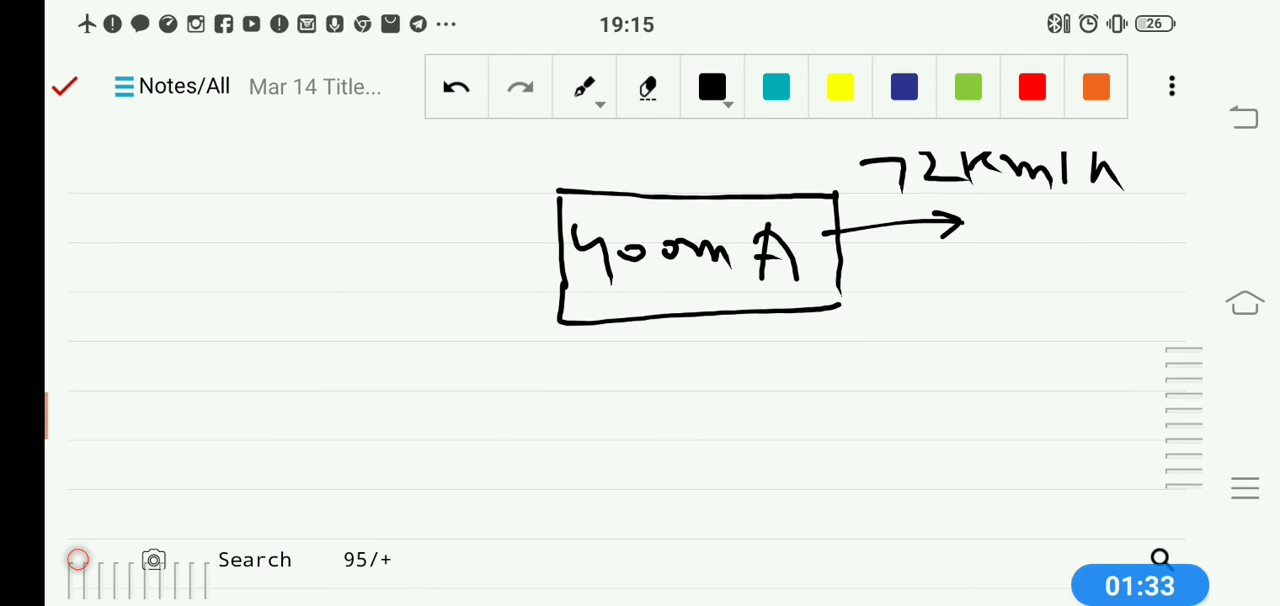 19:15
26
Notes/All Mar 14 Title...
72Km/h
400m A
Search 95/+
01:33